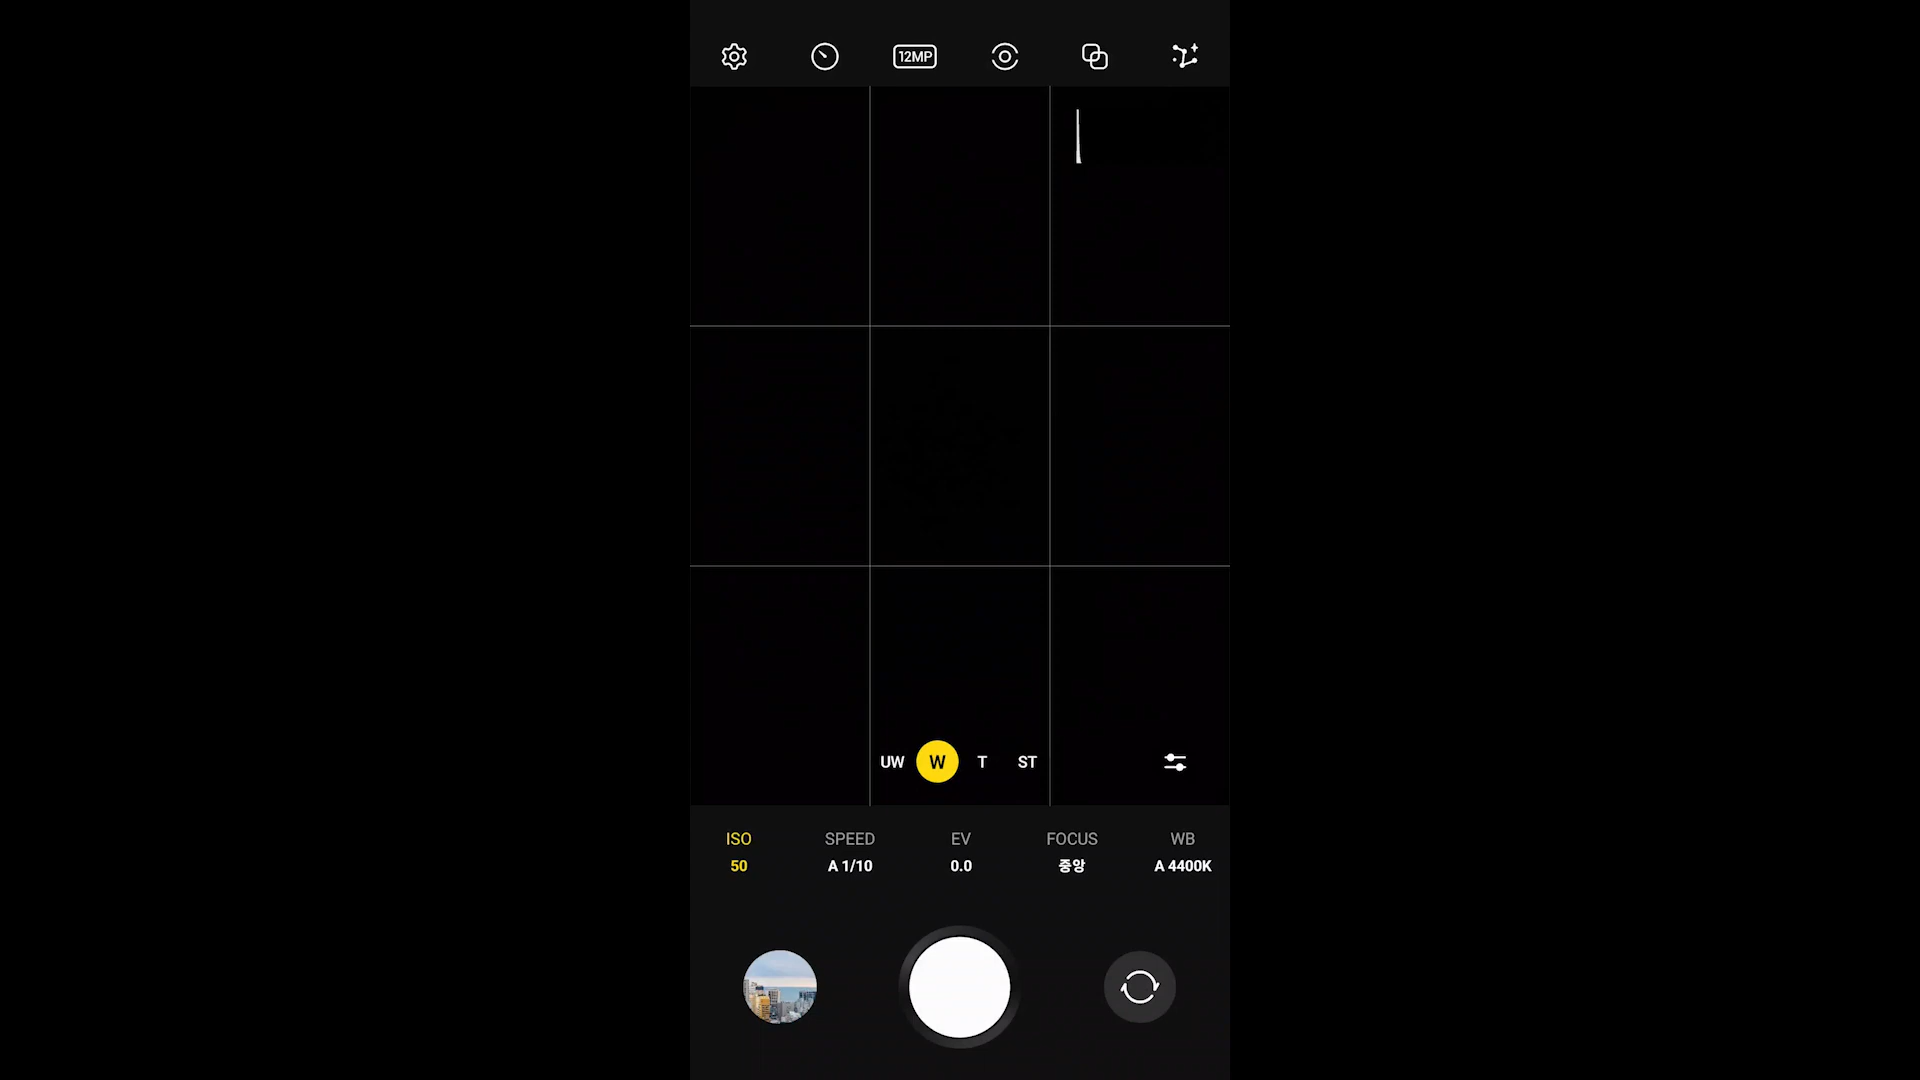 12MP
UW W T ST
ISO SPEED EV FOCUS WB
50 A 1/10 0.0 중앙 A 4400K